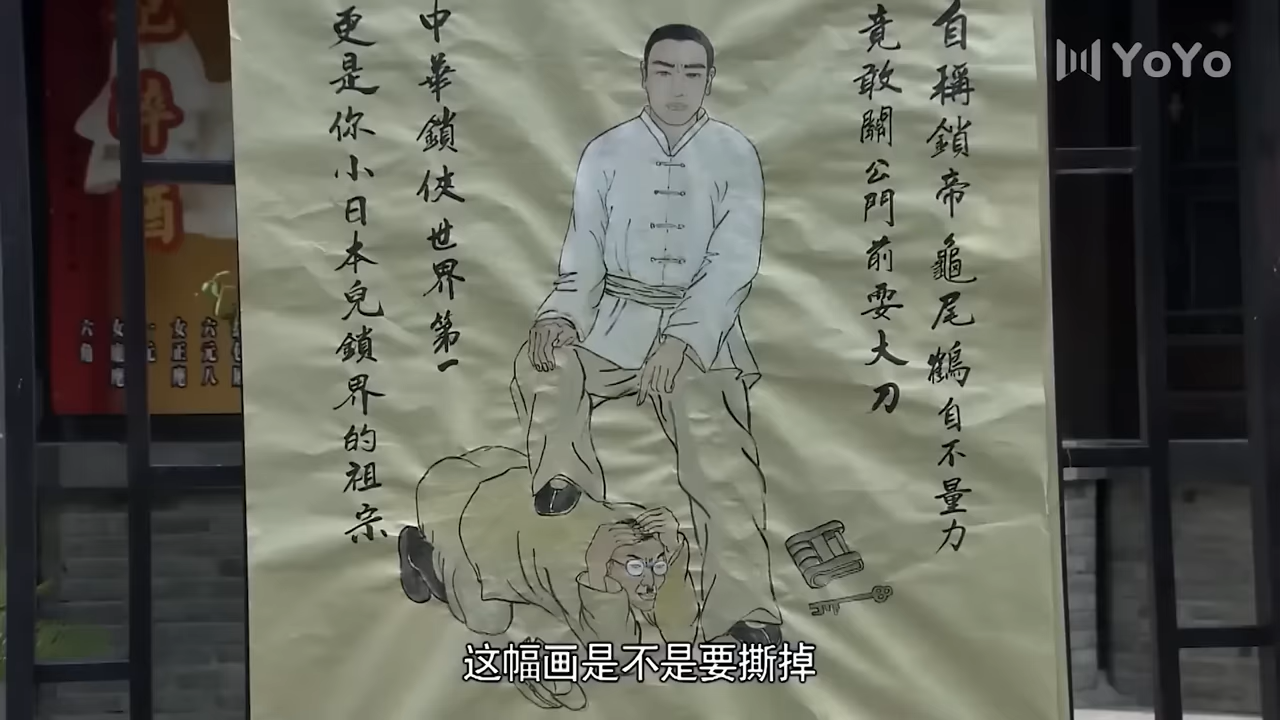 自稱鎖帝龜尾鶴自不量力
竟敢關公門前耍大刀
中華鎖俠世界第一
更是你小日本兒鎖界的祖宗
YoYo
这幅画是不是要撕掉